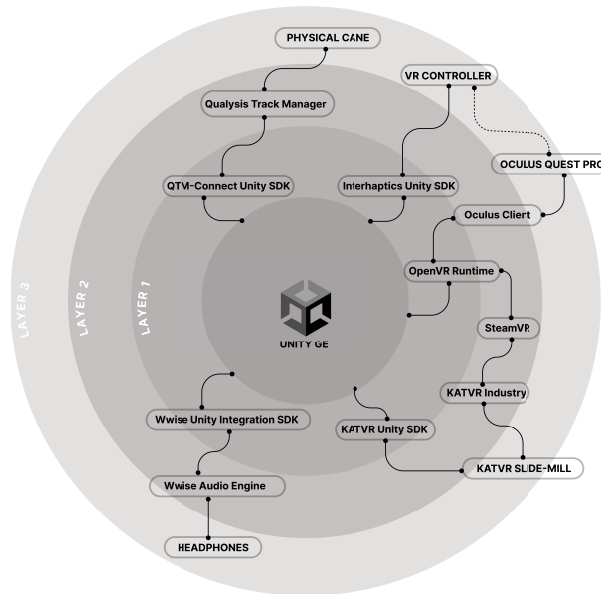 PHYSICAL CANE
VR CONTROLLER
Qualysis Track Manager
OCULUS QUEST PRO
QTM-Connect Unity SDK
Interhaptics Unity SDK
Oculus Client
OpenVR Runtime
LAYER 3
LAYER 2
LAYER 1
SteamVR
UNITY GE
KATVR Industry
Wwise Unity Integration SDK
KATVR Unity SDK
KATVR SLIDE-MILL
Wwise Audio Engine
HEADPHONES